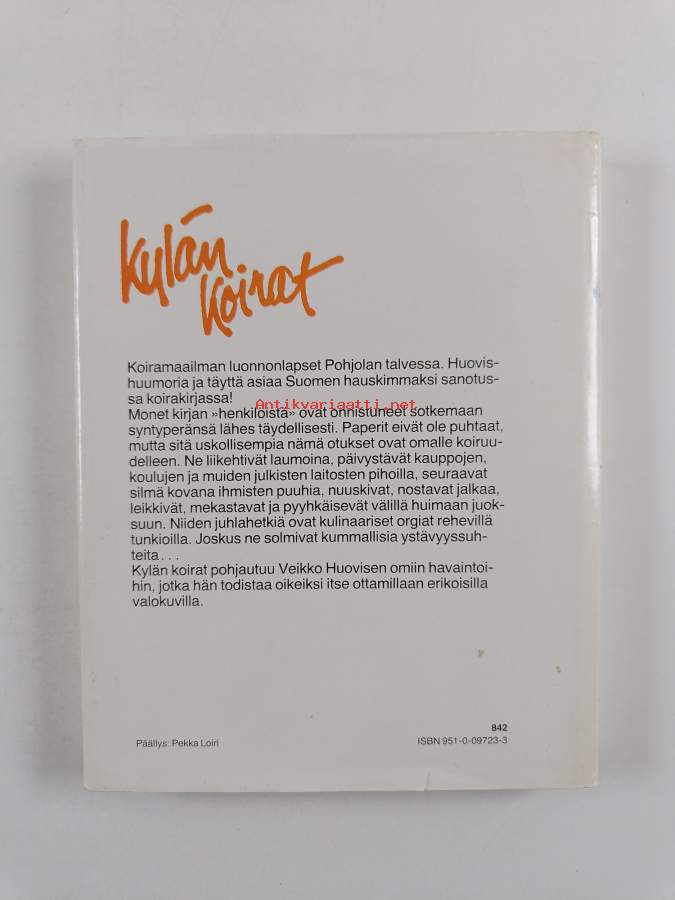 Kylän
Koirat
Koiramaailman luonnonlapset Pohjolan talvessa. Huovis-
huumoria ja täyttä asiaa Suomen hauskimmaksi sanotus-
sa koirakirjassa!
Antikvariaatti.net
Monet kirjan »henkilöistä» ovat onnistuneet sotkemaan
syntyperänsä lähes täydellisesti. Paperit eivät ole puhtaat,
mutta sitä uskollisempia nämä otukset ovat omalle koiruu-
delleen. Ne liikehtivät laumoina, päivystävät kauppojen,
koulujen ja muiden julkisten laitosten pihoilla, seuraavat
silmä kovana ihmisten puuhia, nuuskivat, nostavat jalkaa,
leikkivät, mekastavat ja pyyhkäisevät välillä huimaan juok-
suun. Niiden juhlahetkiä ovat kulinaariset orgiat rehevillä
tunkioilla. Joskus ne solmivat kummallisia ystävyyssuh-
teita...
Kylän koirat pohjautuu Veikko Huovisen omiin havaintoi-
hin, jotka hän todistaa oikeiksi itse ottamillaan erikoisilla
valokuvilla.
842
Päällys: Pekka Loiri
ISBN 951-0-09723-3